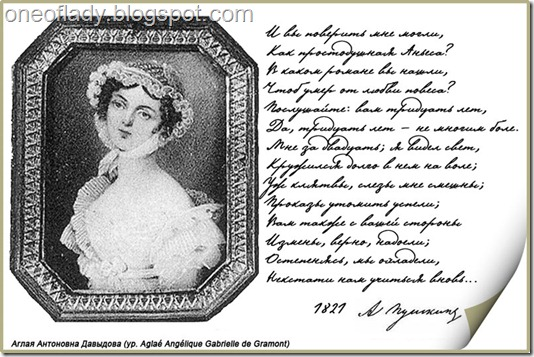 oneoflady.blogspot.com
И вы поверить мне могли,
Как простодушная Аньеса?
В каком романе вы нашли,
Чтоб умер от любви повеса?
Послушайте: вам тридцать лет,
Да, тридцать лет – не многим боле.
Мне за двадцать; я видел свет,
Кружился долго в нем на воле;
Уж клятвы, слезы мне смешны;
Проказы утомить успели;
Вам также с вашей стороны
Измены, верно, надоели;
Остепенясь, мы охладели,
Некстати нам учиться вновь...
1821 А Пушкинъ
Аглая Антоновна Давыдова (ур. Aglaé Angélique Gabrielle de Gramont)